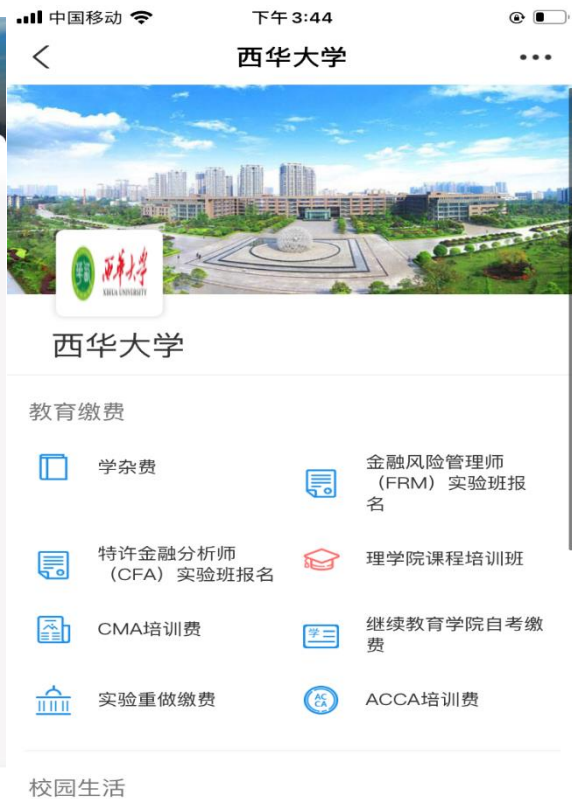 中国移动
下午3:44
西华大学
西华大学
XIHUA UNIVERSITY
西华大学
教育缴费
学杂费
金融风险管理师
（FRM）实验班报
名
特许金融分析师
（CFA）实验班报名
理学院课程培训班
CMA培训费
学
继续教育学院自考缴
费
实验重做缴费
AC
CA
ACCA培训费
校园生活